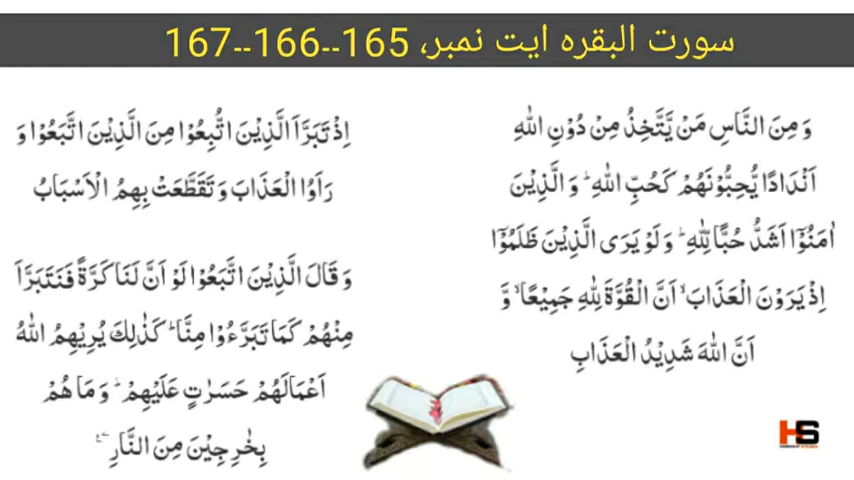 سورت البقرہ ایت نمبر، 165--166--167
وَ مِنَ النَّاسِ مَنْ یَّتَّخِذُ مِنْ دُوْنِ اللّٰهِ
اَنْدَادًا یُّحِبُّوْنَهُمْ كَحُبِّ اللّٰهِؕ وَ الَّذِیْنَ
اٰمَنُوْۤا اَشَدُّ حُبًّا لِّلّٰهِؕ وَ لَوْ یَرَى الَّذِیْنَ ظَلَمُوْۤا
اِذْ یَرَوْنَ الْعَذَابَۙ اَنَّ الْقُوَّةَ لِلّٰهِ جَمِیْعًاۙ وَّ
اَنَّ اللّٰهَ شَدِیْدُ الْعَذَابِ
اِذْ تَبَرَّاَ الَّذِیْنَ اتُّبِعُوْا مِنَ الَّذِیْنَ اتَّبَعُوْا وَ
رَاَوُا الْعَذَابَ وَ تَقَطَّعَتْ بِهِمُ الْاَسْبَابُ
وَ قَالَ الَّذِیْنَ اتَّبَعُوْا لَوْ اَنَّ لَنَا كَرَّةً فَنَتَبَرَّاَ
مِنْهُمْ كَمَا تَبَرَّءُوْا مِنَّاؕ كَذٰلِكَ یُرِیْهِمُ اللّٰهُ
اَعْمَالَهُمْ حَسَرٰتٍ عَلَیْهِمْؕ وَ مَا هُمْ
بِخٰرِجِیْنَ مِنَ النَّارِ
HS